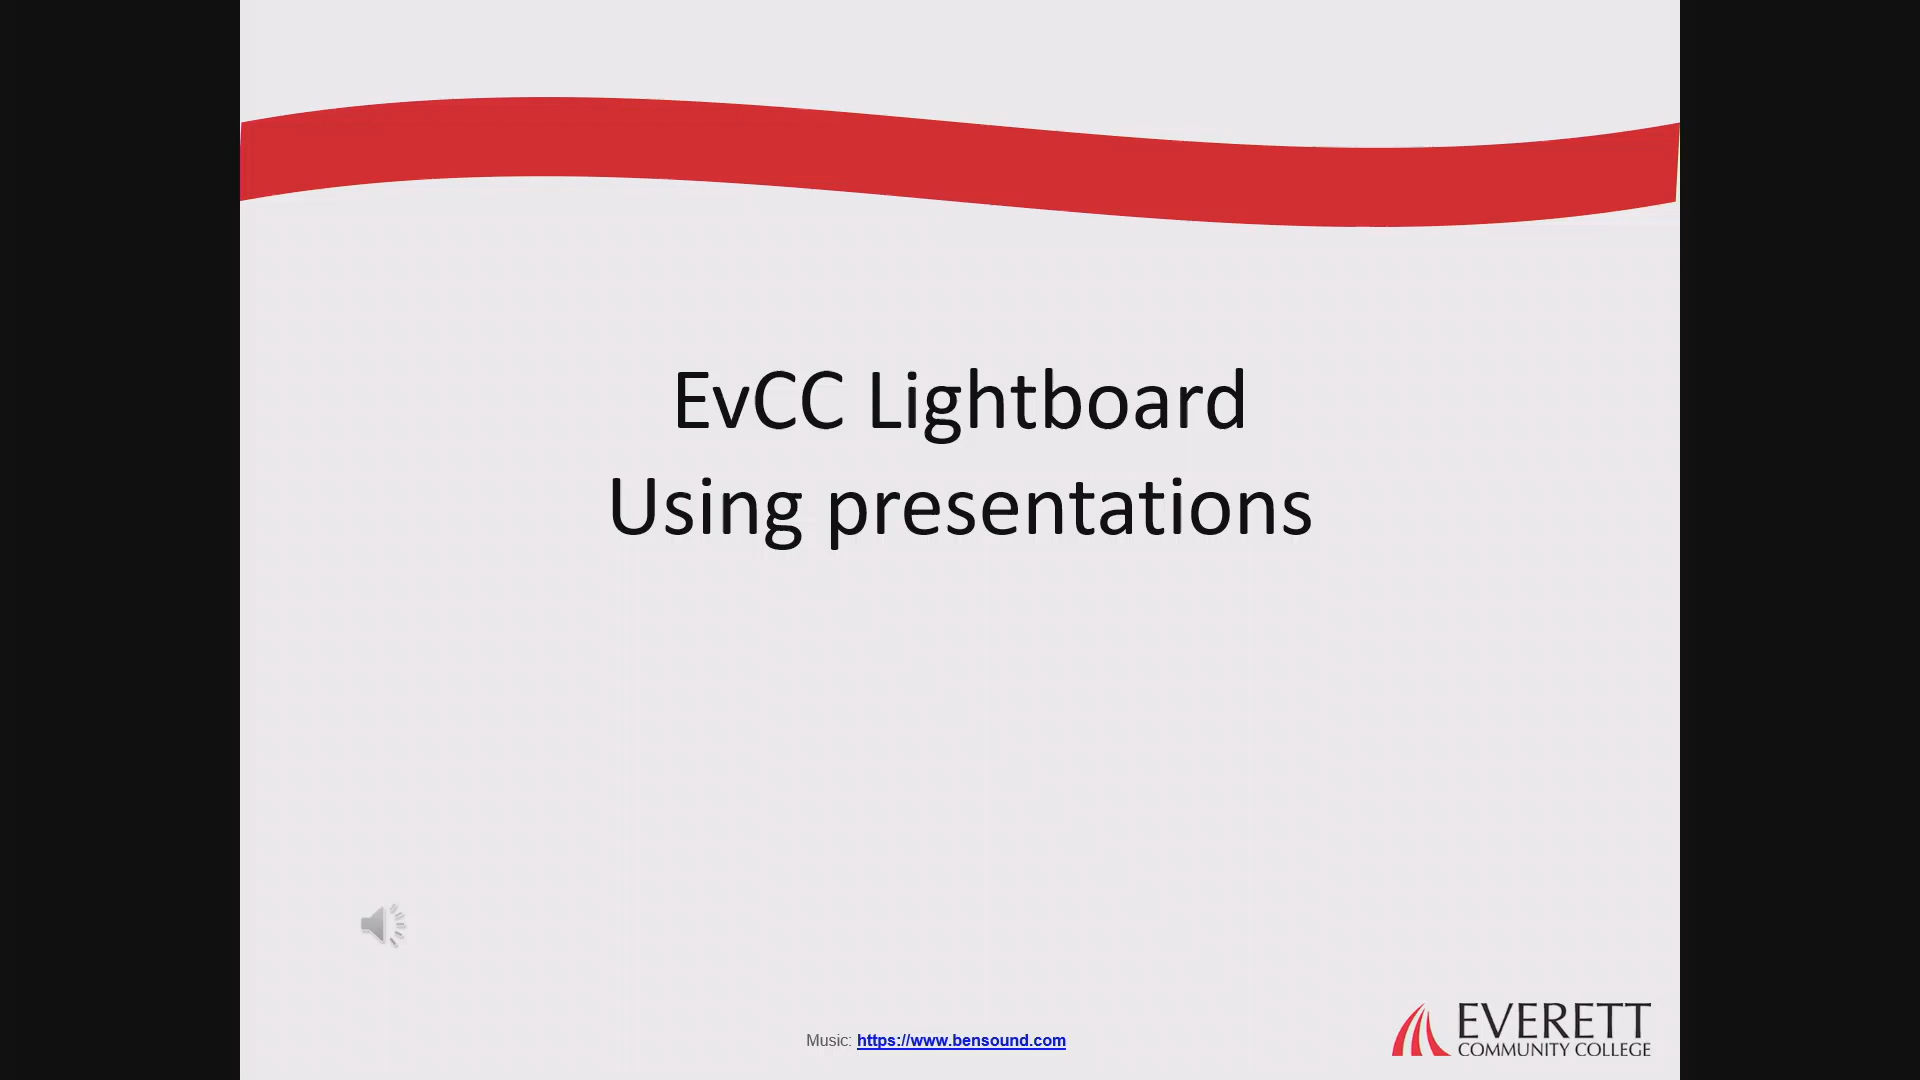 EvCC Lightboard
Using presentations
Music: https://www.bensound.com
EVERETT
COMMUNITY COLLEGE